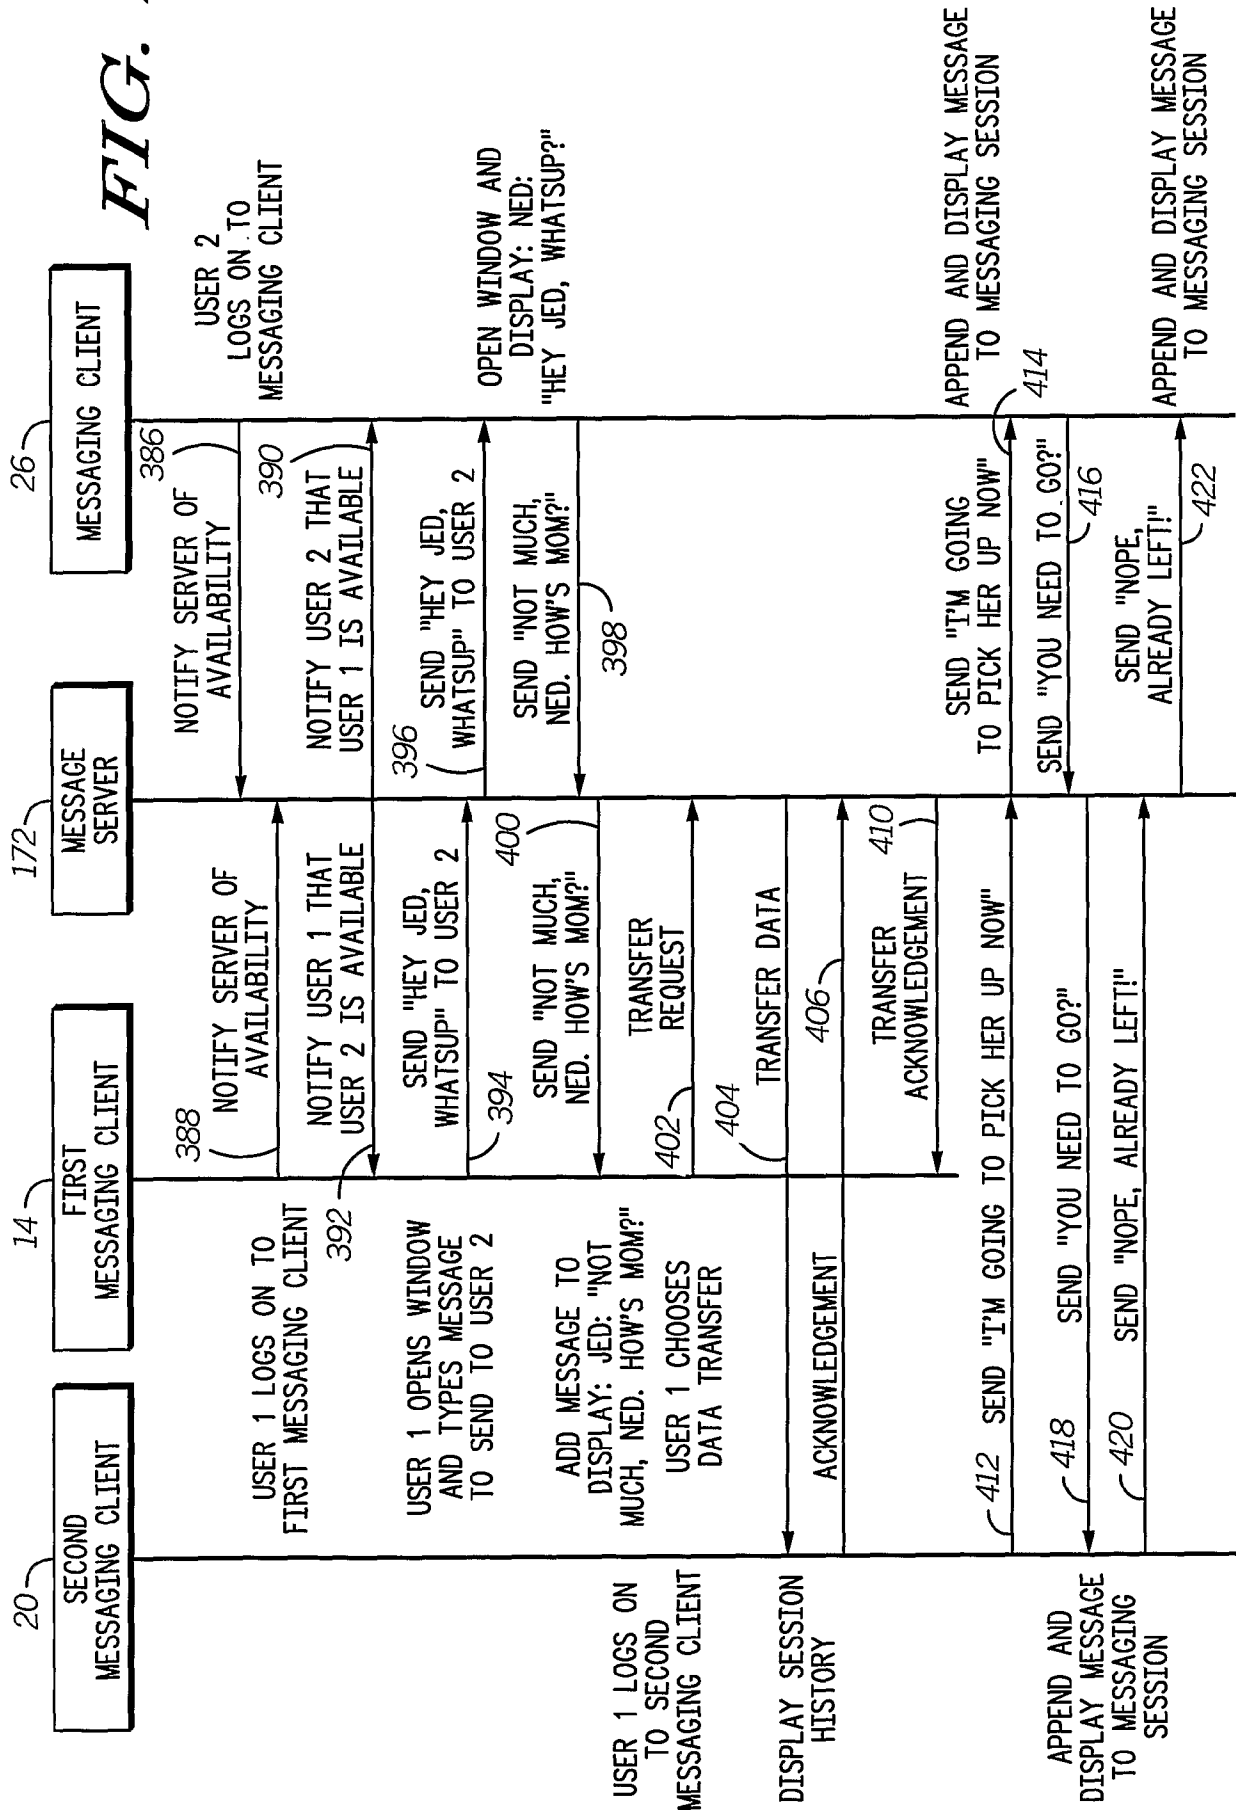 FIG.
20
SECOND
MESSAGING CLIENT
14
FIRST
MESSAGING CLIENT
172
MESSAGE
SERVER
26
MESSAGING CLIENT
386
NOTIFY SERVER OF
AVAILABILITY
USER 2
LOGS ON TO
MESSAGING CLIENT
USER 1 LOGS ON TO
FIRST MESSAGING CLIENT
388
NOTIFY SERVER OF
AVAILABILITY
390
NOTIFY USER 2 THAT
USER 1 IS AVAILABLE
392
NOTIFY USER 1 THAT
USER 2 IS AVAILABLE
USER 1 OPENS WINDOW
AND TYPES MESSAGE
TO SEND TO USER 2
SEND "HEY JED,
WHATSUP" TO USER 2
394
396
SEND "HEY JED,
WHATSUP" TO USER 2
OPEN WINDOW AND
DISPLAY: NED:
"HEY JED, WHATSUP?"
SEND "NOT MUCH,
NED. HOW'S MOM?"
398
400
SEND "NOT MUCH,
NED. HOW'S MOM?"
ADD MESSAGE TO
DISPLAY: JED: "NOT
MUCH, NED. HOW'S MOM?"
USER 1 CHOOSES
DATA TRANSFER
TRANSFER
REQUEST
402
USER 1 LOGS ON
TO SECOND
MESSAGING CLIENT
404
TRANSFER DATA
DISPLAY SESSION
HISTORY
ACKNOWLEDGEMENT
406
TRANSFER
ACKNOWLEDGEMENT
410
412
SEND "I'M GOING TO PICK HER UP NOW"
SEND "I'M GOING
TO PICK HER UP NOW"
414
APPEND AND DISPLAY MESSAGE
TO MESSAGING SESSION
SEND "YOU NEED TO GO?"
416
418
SEND "YOU NEED TO GO?"
APPEND AND
DISPLAY MESSAGE
TO MESSAGING
SESSION
420
SEND "NOPE, ALREADY LEFT!"
SEND "NOPE,
ALREADY LEFT!"
422
APPEND AND DISPLAY MESSAGE
TO MESSAGING SESSION